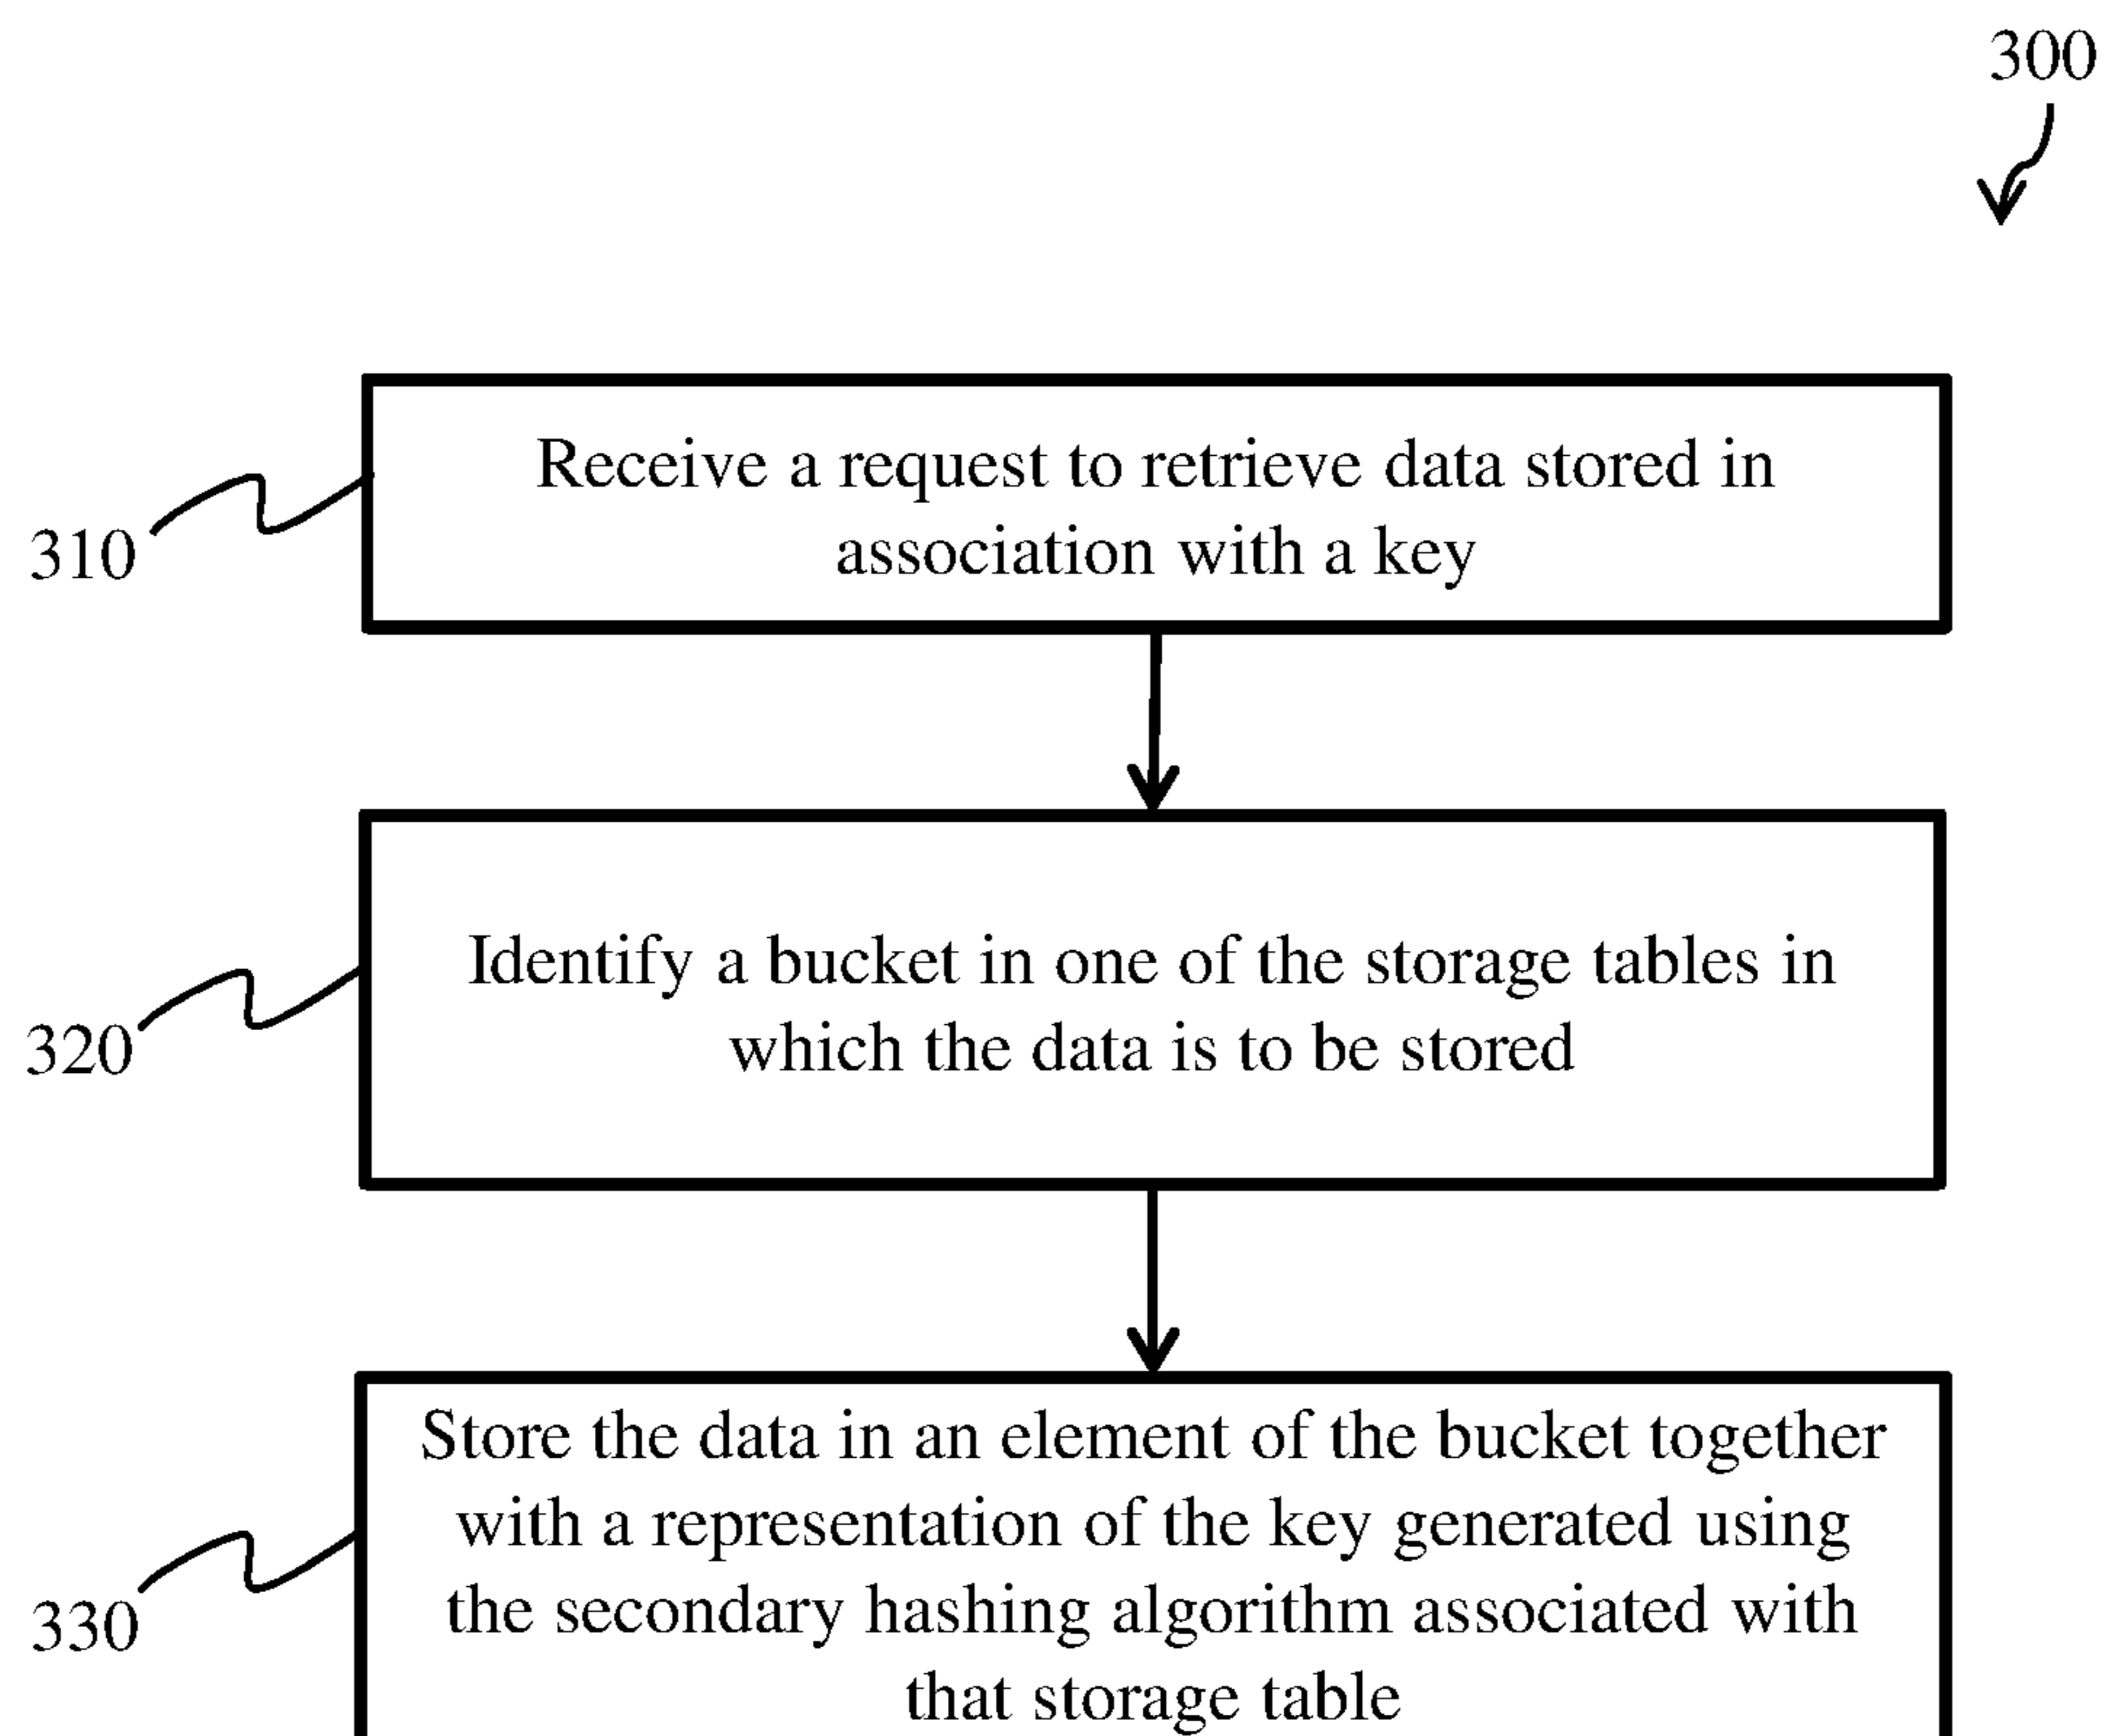 300
Receive a request to retrieve data stored in
association with a key
310
Identify a bucket in one of the storage tables in
which the data is to be stored
320
Store the data in an element of the bucket together
with a representation of the key generated using
the secondary hashing algorithm associated with
that storage table
330